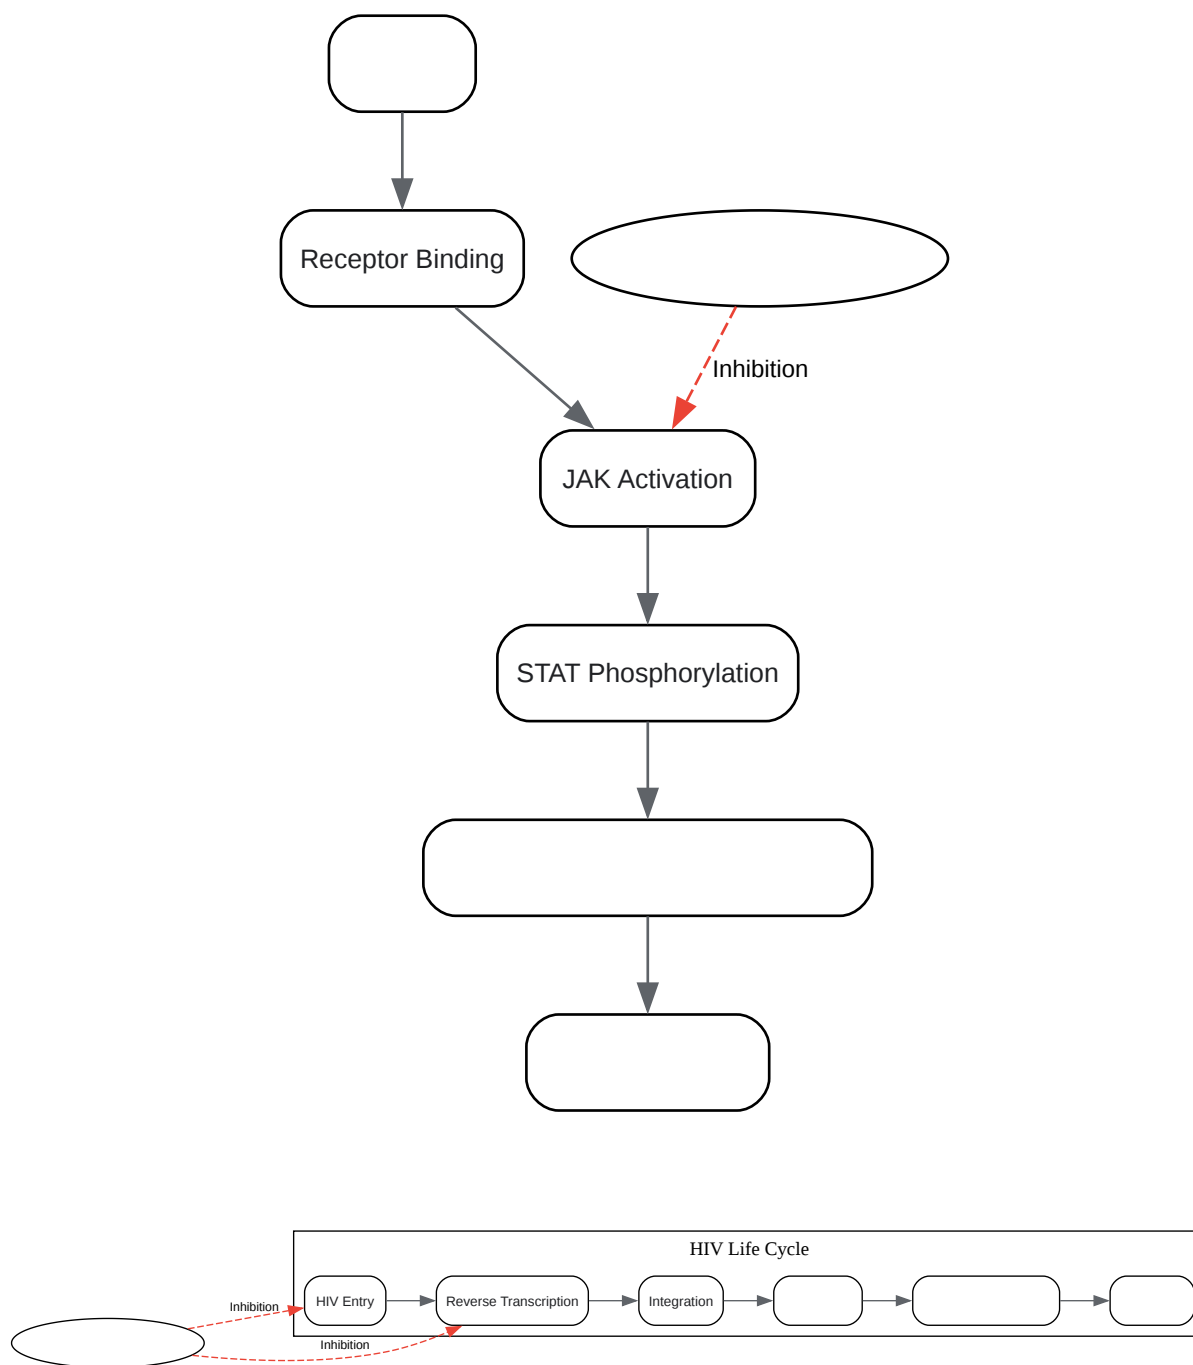 Receptor Binding
Inhibition
JAK Activation
STAT Phosphorylation
HIV Life Cycle
HIV Entry
Reverse Transcription
Integration
Inhibition
Inhibition